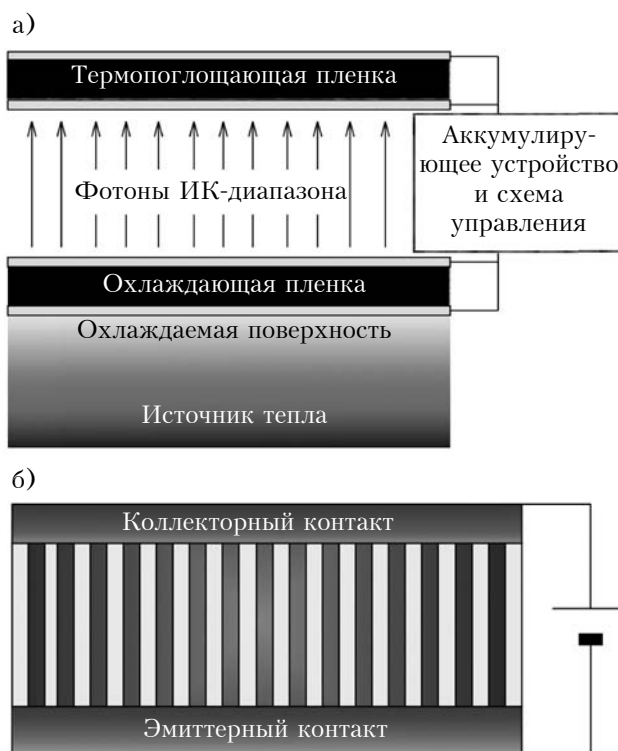 а)
Термопоглощающая пленка
Аккумулиру-
ющее устройство
и схема
управления
Фотоны ИК-диапазона
Охлаждающая пленка
Охлаждаемая поверхность
Источник тепла
б)
Коллекторный контакт
Эмиттерный контакт